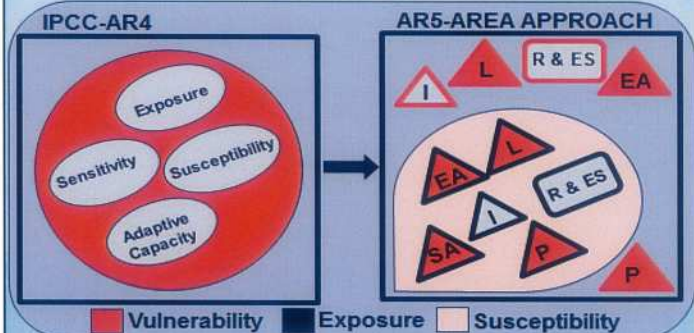 IPCC-AR4
AR5-AREA APPROACH
Exposure
Sensitivity
Susceptibility
Adaptive
Capacity
I
L
R & ES
EA
EA
L
R & ES
I
SA
P
P
Vulnerability
Exposure
Susceptibility